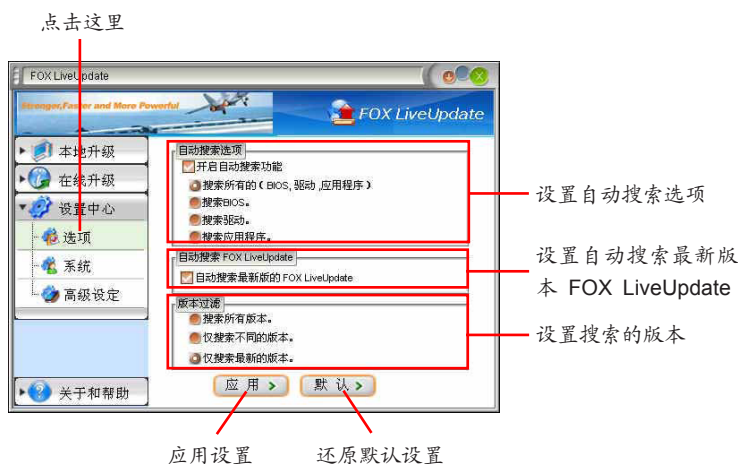 点击这里
FOX LiveUpdate
Stronger,Faster and More Powerful
FOX LiveUpdate
本地升级
在线升级
设置中心
选项
系统
高级设定
关于和帮助
自动搜索选项
开启自动搜索功能
搜索所有的 ( BIOS, 驱动 ,应用程序 )
搜索BIOS。
搜索驱动。
搜索应用程序。
自动搜索 FOX LiveUpdate
自动搜索最新版的 FOX LiveUpdate
版本过滤
搜索所有版本。
仅搜索不同的版本。
仅搜索最新的版本。
应 用
默 认
设置自动搜索选项
设置自动搜索最新版
本 FOX LiveUpdate
设置搜索的版本
应用设置
还原默认设置